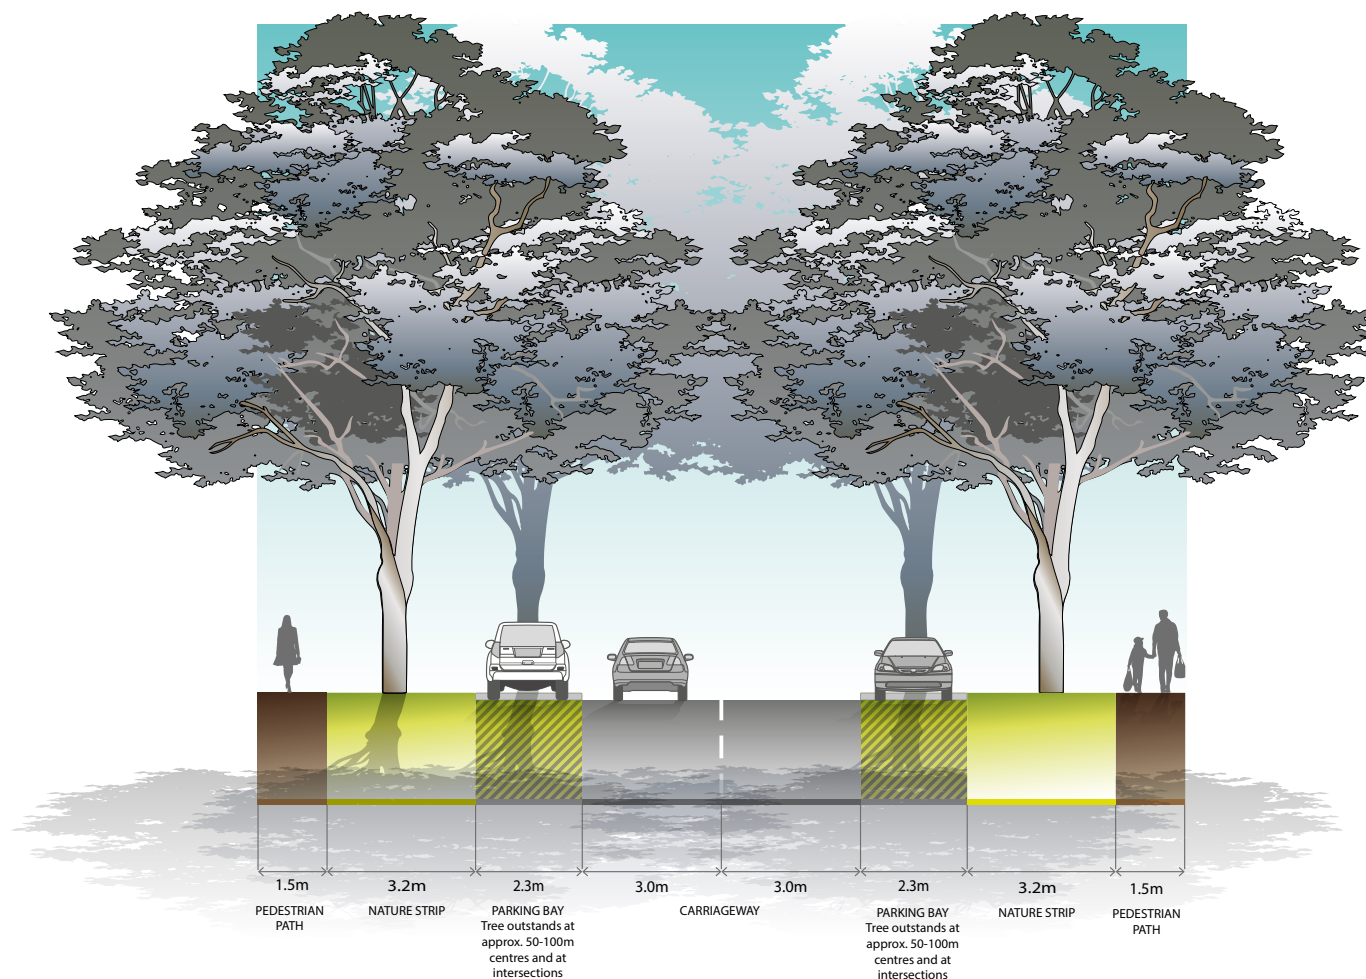 1.5m
3.2m
2.3m
3.0m
3.0m
2.3m
3.2m
1.5m
PEDESTRIAN
PATH
NATURE STRIP
PARKING BAY
Tree outstands at
approx. 50-100m
centres and at
intersections
CARRIAGEWAY
PARKING BAY
Tree outstands at
approx. 50-100m
centres and at
intersections
NATURE STRIP
PEDESTRIAN
PATH